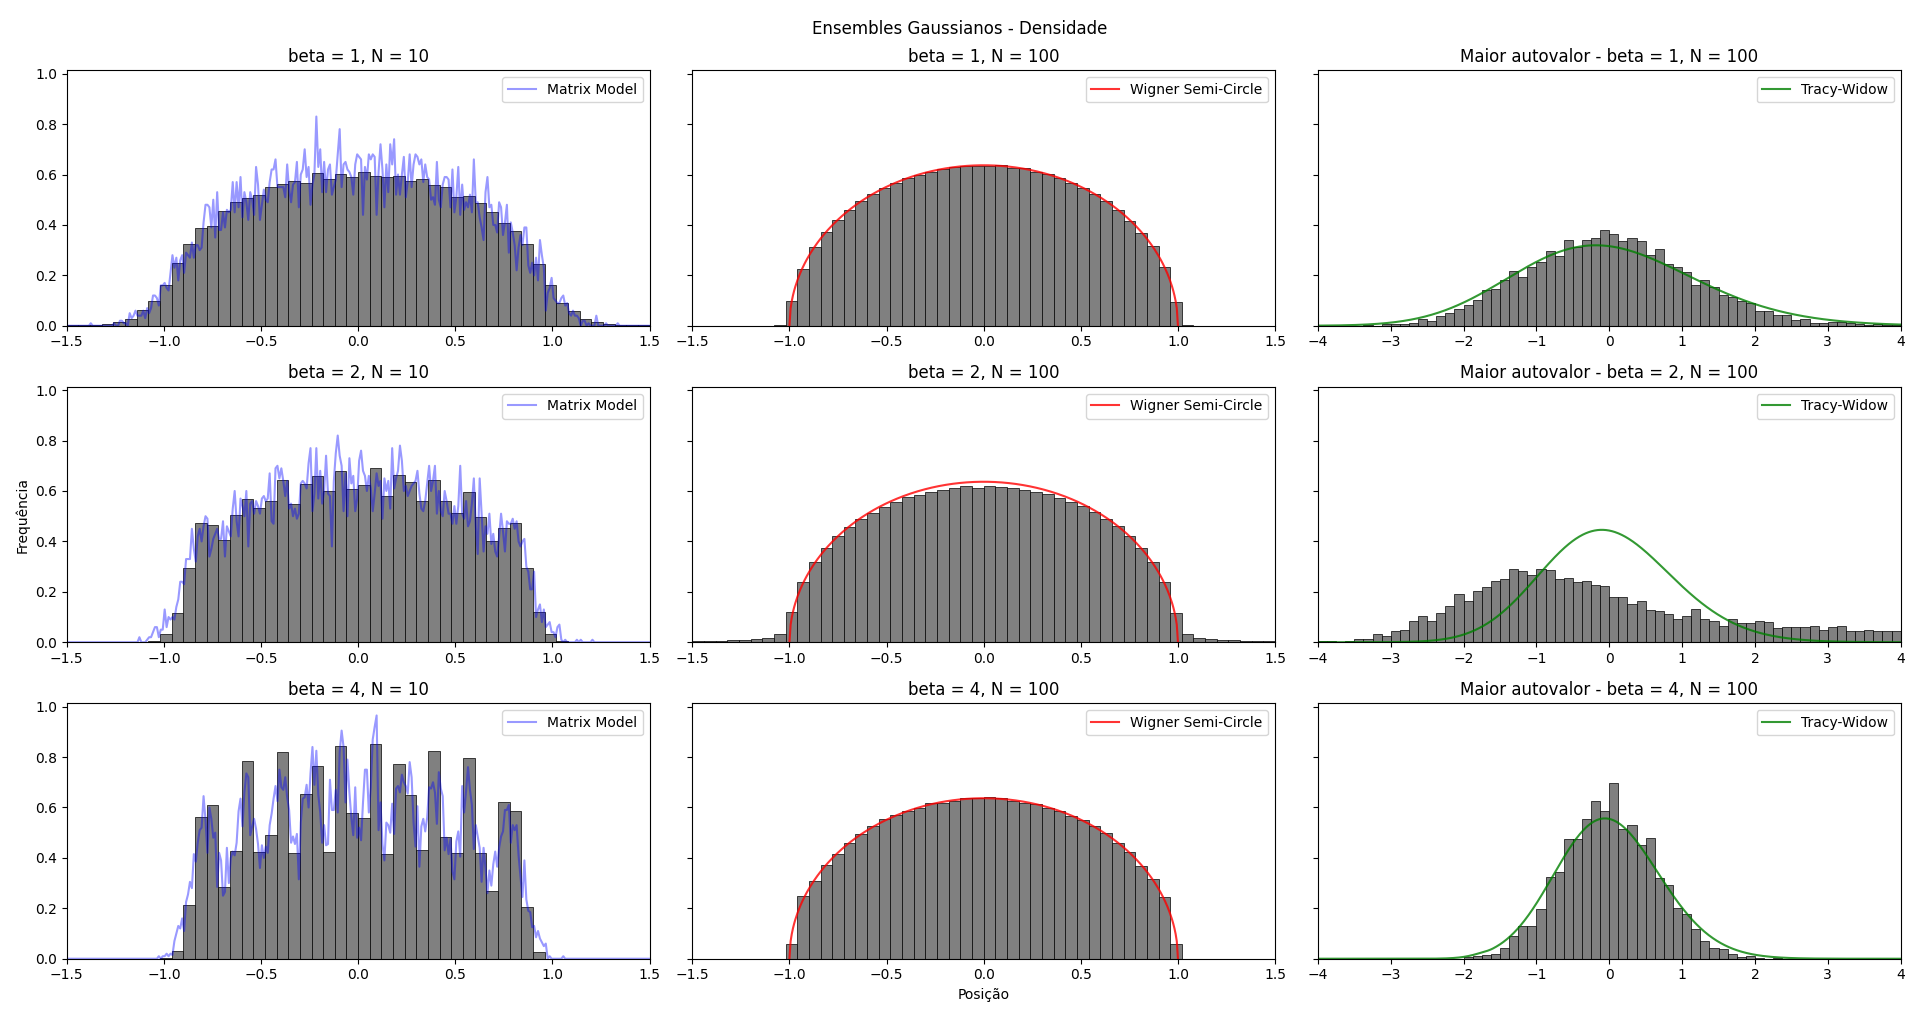 Ensembles Gaussianos - Densidade
beta = 1, N = 10
beta = 1, N = 100
Maior autovalor - beta = 1, N = 100
Matrix Model
Wigner Semi-Circle
Tracy-Widow
1.0
0.8
0.6
0.4
0.2
0.0
−1.5 −1.0 −0.5 0.0 0.5 1.0 1.5
−1.5 −1.0 −0.5 0.0 0.5 1.0 1.5
−4 −3 −2 −1 0 1 2 3 4
beta = 2, N = 10
beta = 2, N = 100
Maior autovalor - beta = 2, N = 100
Matrix Model
Wigner Semi-Circle
Tracy-Widow
Frequência
1.0
0.8
0.6
0.4
0.2
0.0
−1.5 −1.0 −0.5 0.0 0.5 1.0 1.5
−1.5 −1.0 −0.5 0.0 0.5 1.0 1.5
−4 −3 −2 −1 0 1 2 3 4
beta = 4, N = 10
beta = 4, N = 100
Maior autovalor - beta = 4, N = 100
Matrix Model
Wigner Semi-Circle
Tracy-Widow
1.0
0.8
0.6
0.4
0.2
0.0
−1.5 −1.0 −0.5 0.0 0.5 1.0 1.5
−1.5 −1.0 −0.5 0.0 0.5 1.0 1.5
−4 −3 −2 −1 0 1 2 3 4
Posição